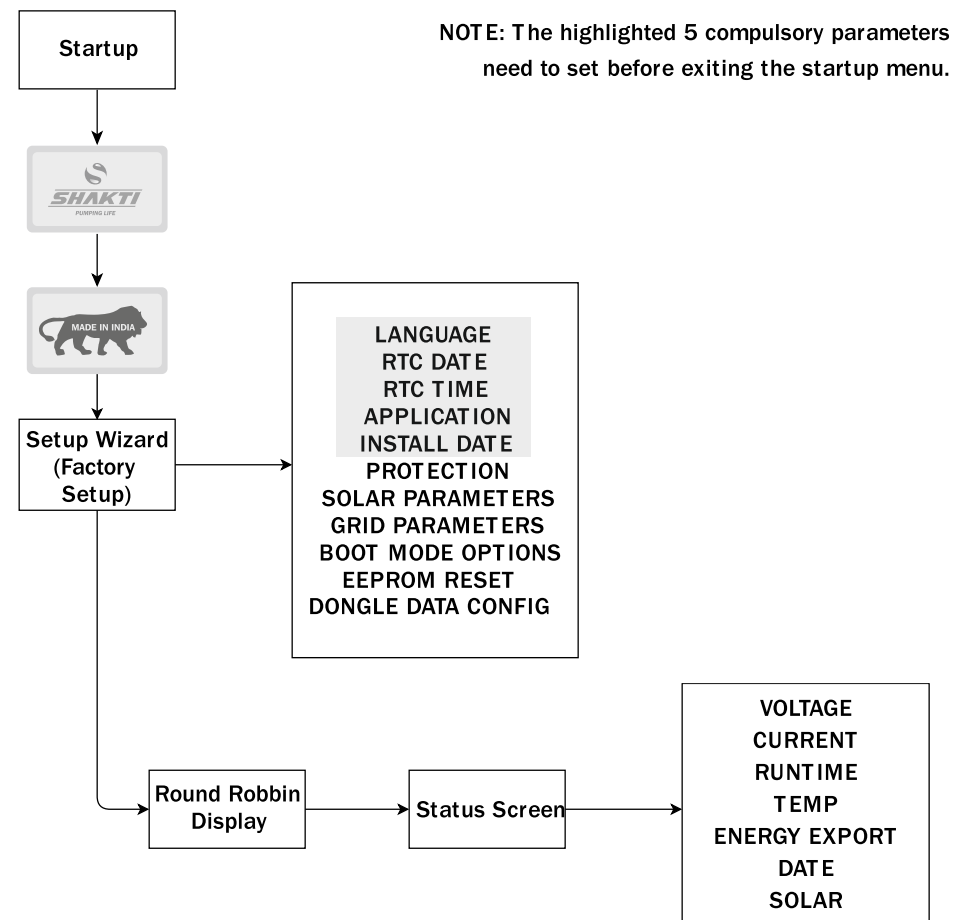 Startup
NOTE: The highlighted 5 compulsory parameters
need to set before exiting the startup menu.
SHAKTI
PUMPING LIFE
MADE IN INDIA
Setup Wizard
(Factory
Setup)
LANGUAGE
RTC DATE
RTC TIME
APPLICATION
INSTALL DATE
PROTECTION
SOLAR PARAMETERS
GRID PARAMETERS
BOOT MODE OPTIONS
EEPROM RESET
DONGLE DATA CONFIG
Round Robbin
Display
Status Screen
VOLTAGE
CURRENT
RUNTIME
TEMP
ENERGY EXPORT
DATE
SOLAR